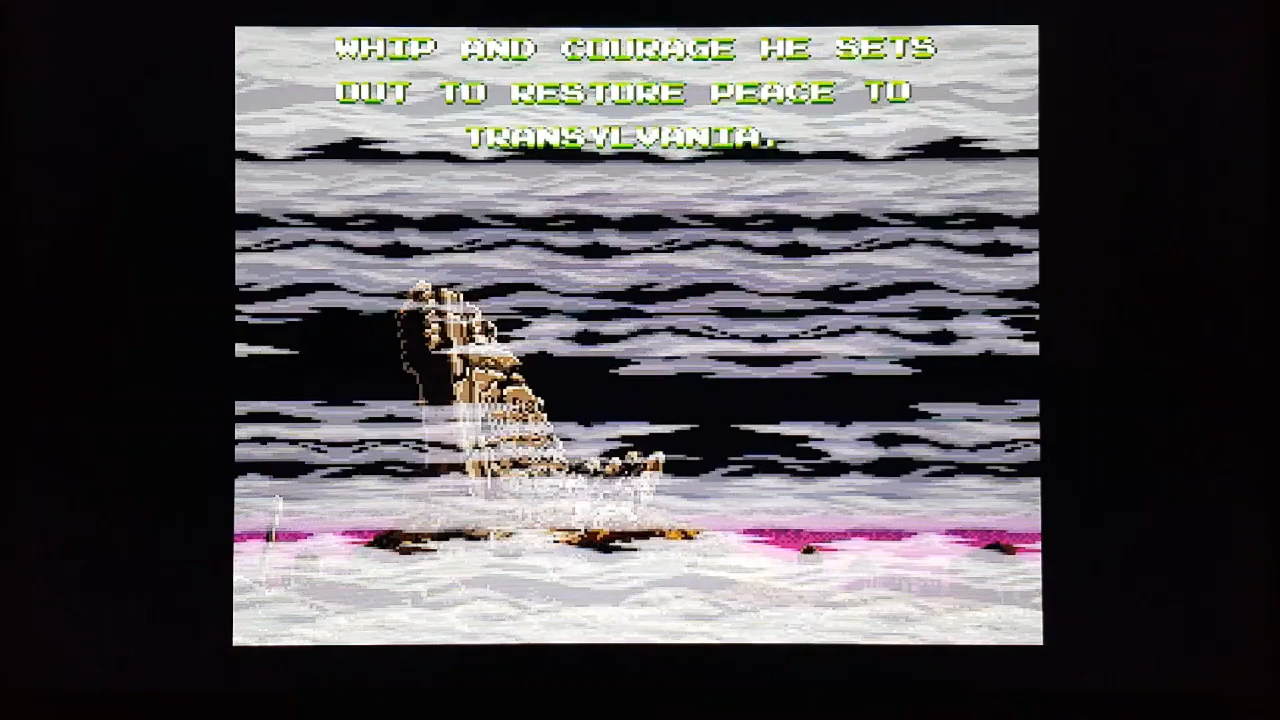 WHIP AND COURAGE HE SETS
OUT TO RESTORE PEACE TO
TRANSYLVANIA.